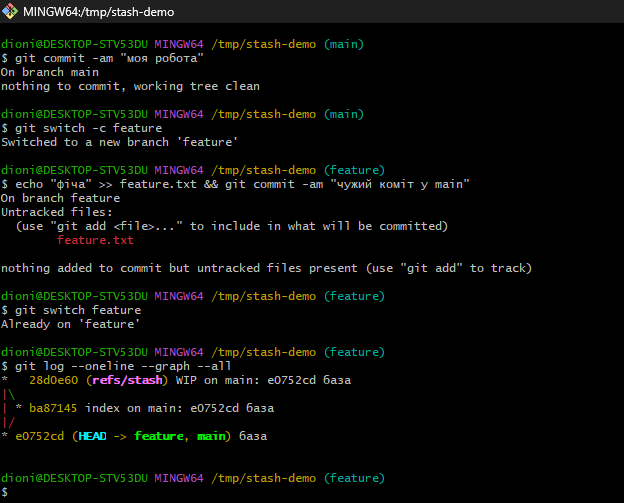 MINGW64:/tmp/stash-demo
dioni@DESKTOP-STV53DU MINGW64 /tmp/stash-demo (main)
$ git commit -am "моя робота"
On branch main
nothing to commit, working tree clean
dioni@DESKTOP-STV53DU MINGW64 /tmp/stash-demo (main)
$ git switch -c feature
Switched to a new branch 'feature'
dioni@DESKTOP-STV53DU MINGW64 /tmp/stash-demo (feature)
$ echo "фіча" >> feature.txt && git commit -am "чужий коміт у main"
On branch feature
Untracked files:
  (use "git add <file>..." to include in what will be committed)
        feature.txt
nothing added to commit but untracked files present (use "git add" to track)
dioni@DESKTOP-STV53DU MINGW64 /tmp/stash-demo (feature)
$ git switch feature
Already on 'feature'
dioni@DESKTOP-STV53DU MINGW64 /tmp/stash-demo (feature)
$ git log --oneline --graph --all
*   28d0e60 (refs/stash) WIP on main: e0752cd база
|\
| * ba87145 index on main: e0752cd база
|/
* e0752cd (HEAD -> feature, main) база
dioni@DESKTOP-STV53DU MINGW64 /tmp/stash-demo (feature)
$